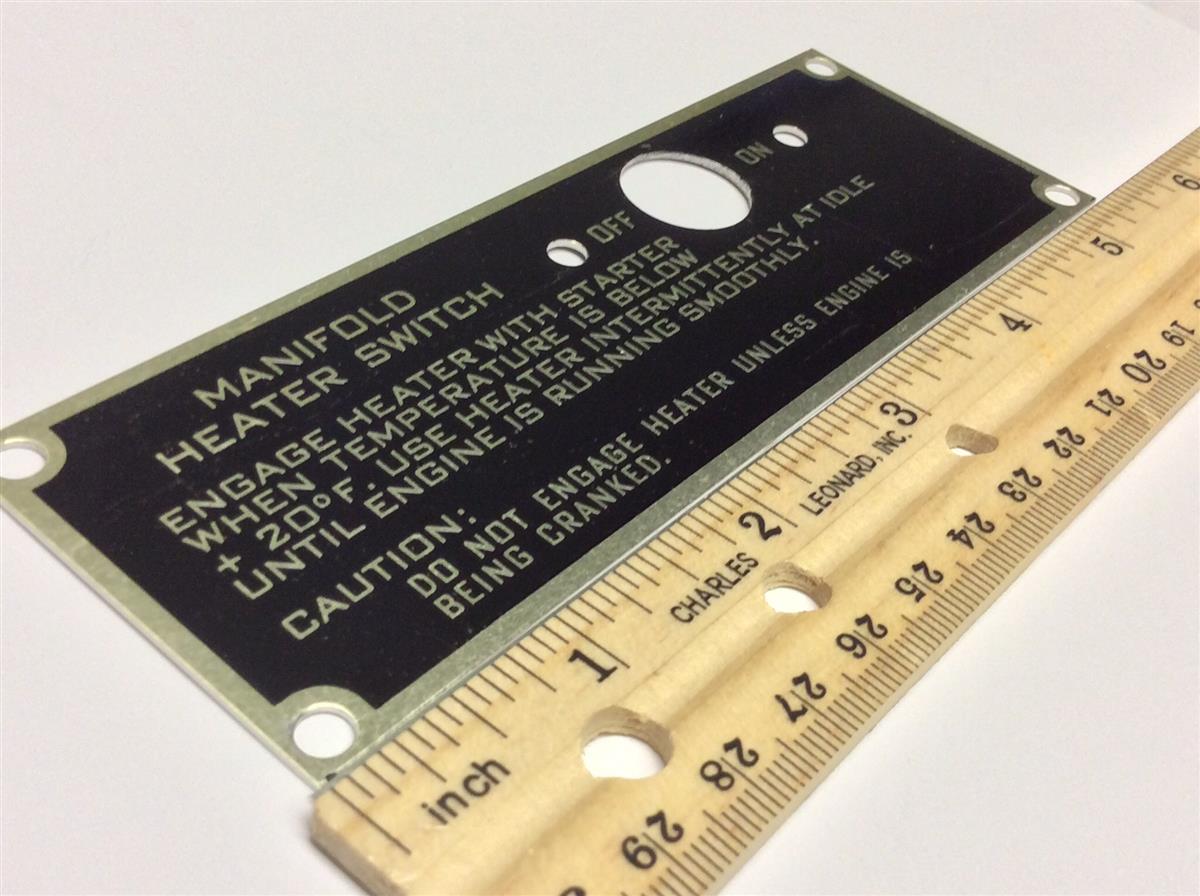 ON
OFF
MANIFOLD
HEATER SWITCH
ENGAGE HEATER WITH STARTER
WHEN TEMPERATURE IS BELOW
+ 20°F. USE HEATER INTERMITTENTLY AT IDLE
UNTIL ENGINE IS RUNNING SMOOTHLY.
CAUTION:
DO NOT ENGAGE HEATER UNLESS ENGINE IS
BEING CRANKED.
inch 1 2 3 4 5 6
CHARLES LEONARD, INC.
29 28 27 26 25 24 23 22 21 20 19